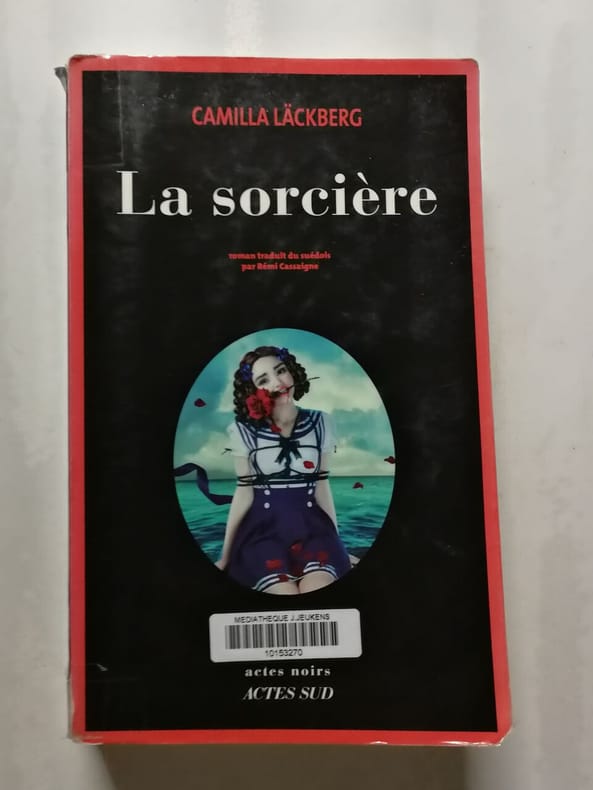 CAMILLA LÄCKBERG
La sorcière
roman traduit du suédois
par Rémi Cassaigne
MEDIATHEQUE J.JEUKENS
10153270
actes noirs
ACTES SUD